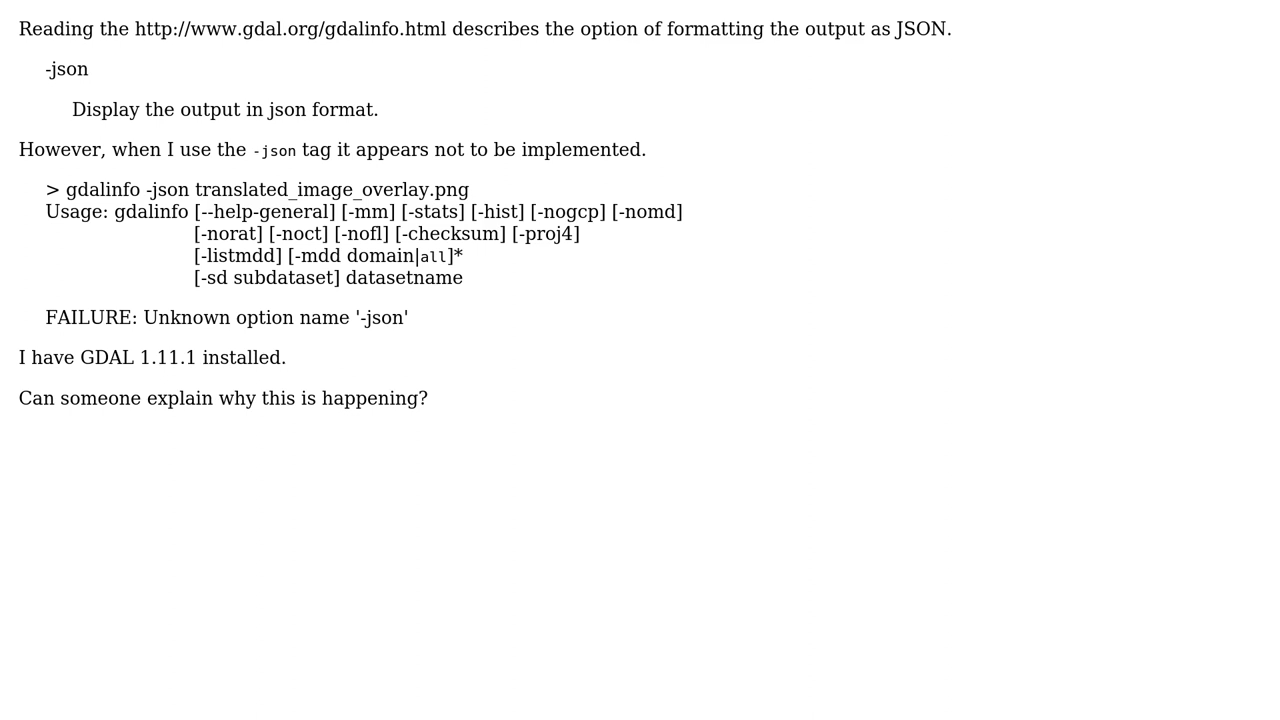 Reading the http://www.gdal.org/gdalinfo.html describes the option of formatting the output as JSON.
-json
Display the output in json format.
However, when I use the -json tag it appears not to be implemented.
> gdalinfo -json translated_image_overlay.png
Usage: gdalinfo [--help-general] [-mm] [-stats] [-hist] [-nogcp] [-nomd]
[-norat] [-noct] [-nofl] [-checksum] [-proj4]
[-listmdd] [-mdd domain|all]*
[-sd subdataset] datasetname
FAILURE: Unknown option name '-json'
I have GDAL 1.11.1 installed.
Can someone explain why this is happening?